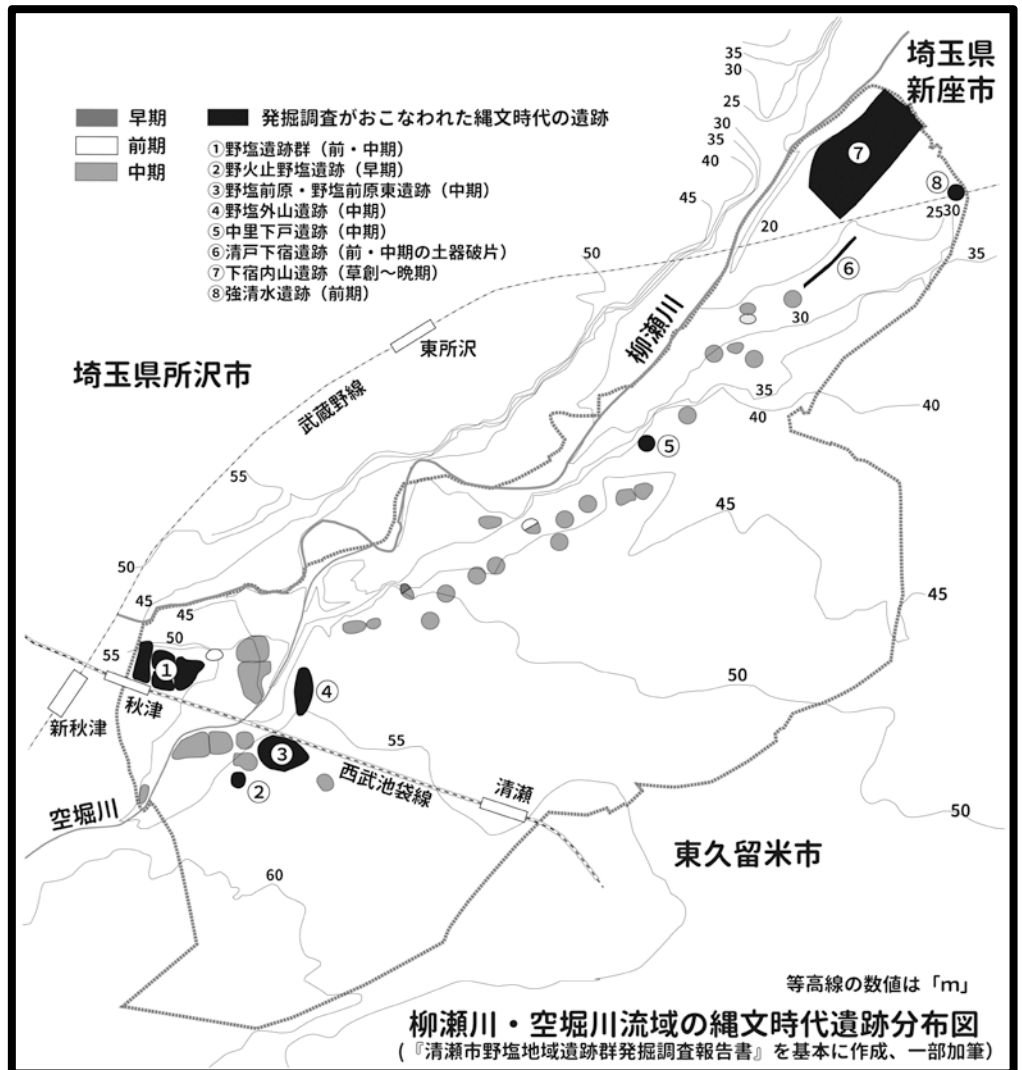 埼玉県
新座市
早期
前期
中期
発掘調査がおこなわれた縄文時代の遺跡
①野塩遺跡群（前・中期）
②野火止野塩遺跡（早期）
③野塩前原・野塩前原東遺跡（中期）
④野塩外山遺跡（中期）
⑤中里下戸遺跡（中期）
⑥清戸下宿遺跡（前・中期の土器破片）
⑦下宿内山遺跡（草創～晩期）
⑧強清水遺跡（前期）
35
30
25
30
35
40
45
⑦
⑧
2530
20
35
50
⑥
30
柳瀬川
東所沢
埼玉県所沢市
武蔵野線
35
40
40
⑤
55
45
50
45
45
45
50
55
①
④
50
秋津
新秋津
55
③
西武池袋線
②
清瀬
空堀川
50
東久留米市
60
等高線の数値は「m」
柳瀬川・空堀川流域の縄文時代遺跡分布図
(『清瀬市野塩地域遺跡群発掘調査報告書』を基本に作成、一部加筆)